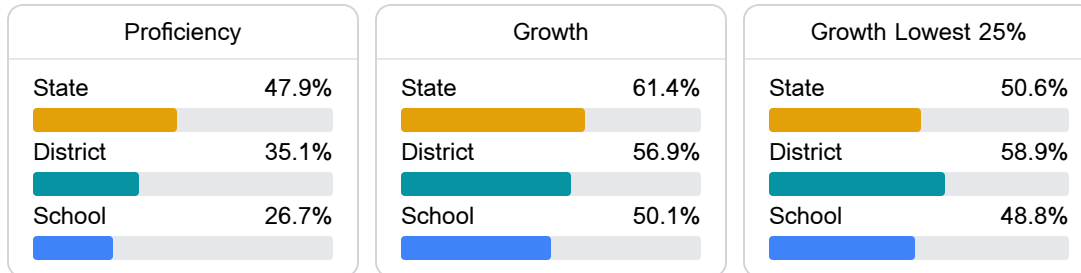 Proficiency
State 47.9%
District 35.1%
School 26.7%
Growth
State 61.4%
District 56.9%
School 50.1%
Growth Lowest 25%
State 50.6%
District 58.9%
School 48.8%